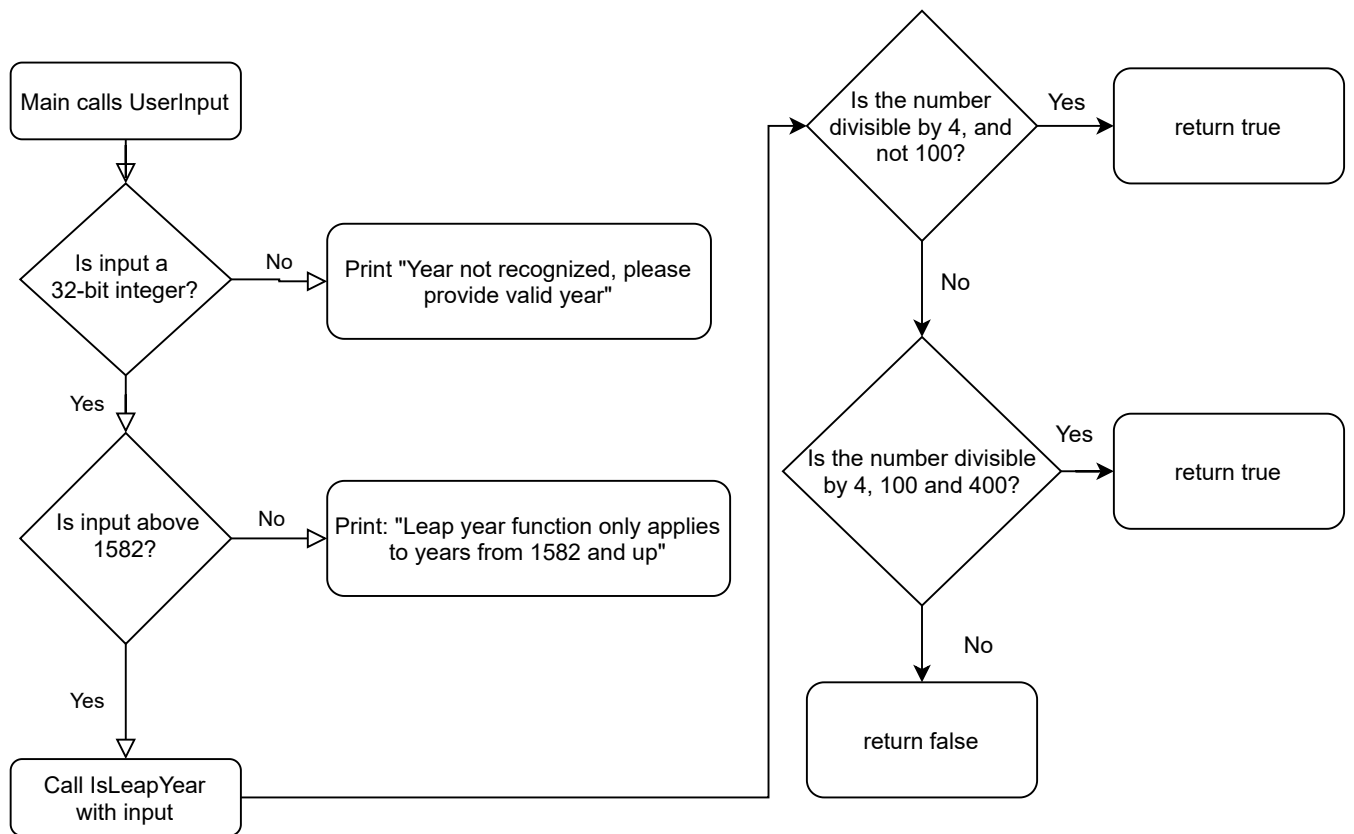 Main calls UserInput
Is input a
32-bit integer?
No
Print "Year not recognized, please
provide valid year"
Yes
Is input above
1582?
No
Print: "Leap year function only applies
to years from 1582 and up"
Yes
Call IsLeapYear
with input
Is the number
divisible by 4, and
not 100?
Yes
return true
No
Is the number divisible
by 4, 100 and 400?
Yes
return true
No
return false